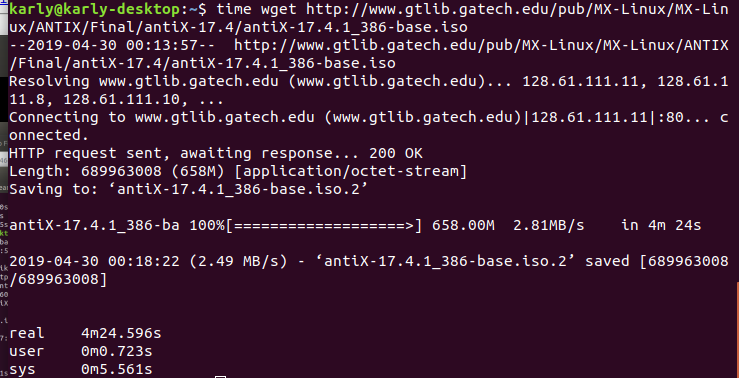 karly@karly-desktop:~$ time wget http://www.gtlib.gatech.edu/pub/MX-Linux/MX-Lin
ux/ANTIX/Final/antiX-17.4/antiX-17.4.1_386-base.iso
--2019-04-30 00:13:57--  http://www.gtlib.gatech.edu/pub/MX-Linux/MX-Linux/ANTIX
/Final/antiX-17.4/antiX-17.4.1_386-base.iso
Resolving www.gtlib.gatech.edu (www.gtlib.gatech.edu)... 128.61.111.11, 128.61.1
11.8, 128.61.111.10, ...
Connecting to www.gtlib.gatech.edu (www.gtlib.gatech.edu)|128.61.111.11|:80... c
onnected.
HTTP request sent, awaiting response... 200 OK
Length: 689963008 (658M) [application/octet-stream]
Saving to: ‘antiX-17.4.1_386-base.iso.2’
antiX-17.4.1_386-ba 100%[===================>] 658.00M  2.81MB/s    in 4m 24s
2019-04-30 00:18:22 (2.49 MB/s) - ‘antiX-17.4.1_386-base.iso.2’ saved [689963008
/689963008]
real    4m24.596s
user    0m0.723s
sys     0m5.561s